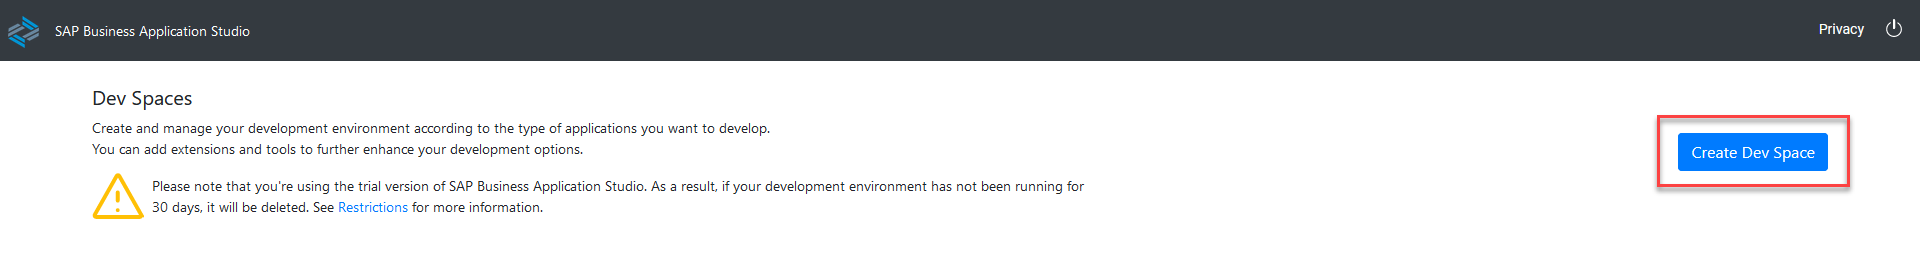 SAP Business Application Studio
Privacy
Dev Spaces
Create and manage your development environment according to the type of applications you want to develop.
You can add extensions and tools to further enhance your development options.
Create Dev Space
Please note that you're using the trial version of SAP Business Application Studio. As a result, if your development environment has not been running for
30 days, it will be deleted. See Restrictions for more information.